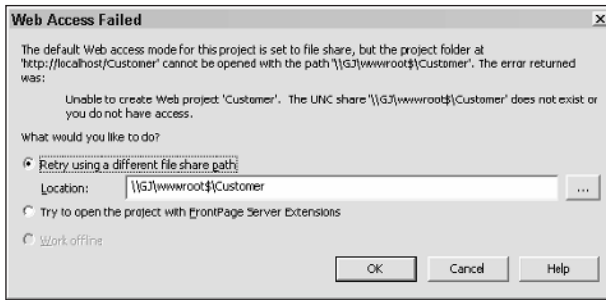 Web Access Failed
The default Web access mode for this project is set to file share, but the project folder at
'http://localhost/Customer' cannot be opened with the path '\\GJ\wwwroot$\Customer'. The error returned
was:
Unable to create Web project 'Customer'. The UNC share '\\GJ\wwwroot$\Customer' does not exist or
you do not have access.
What would you like to do?
Retry using a different file share path
Location: \\GJ\wwwroot$\Customer ...
Try to open the project with FrontPage Server Extensions
Work offline
OK Cancel Help